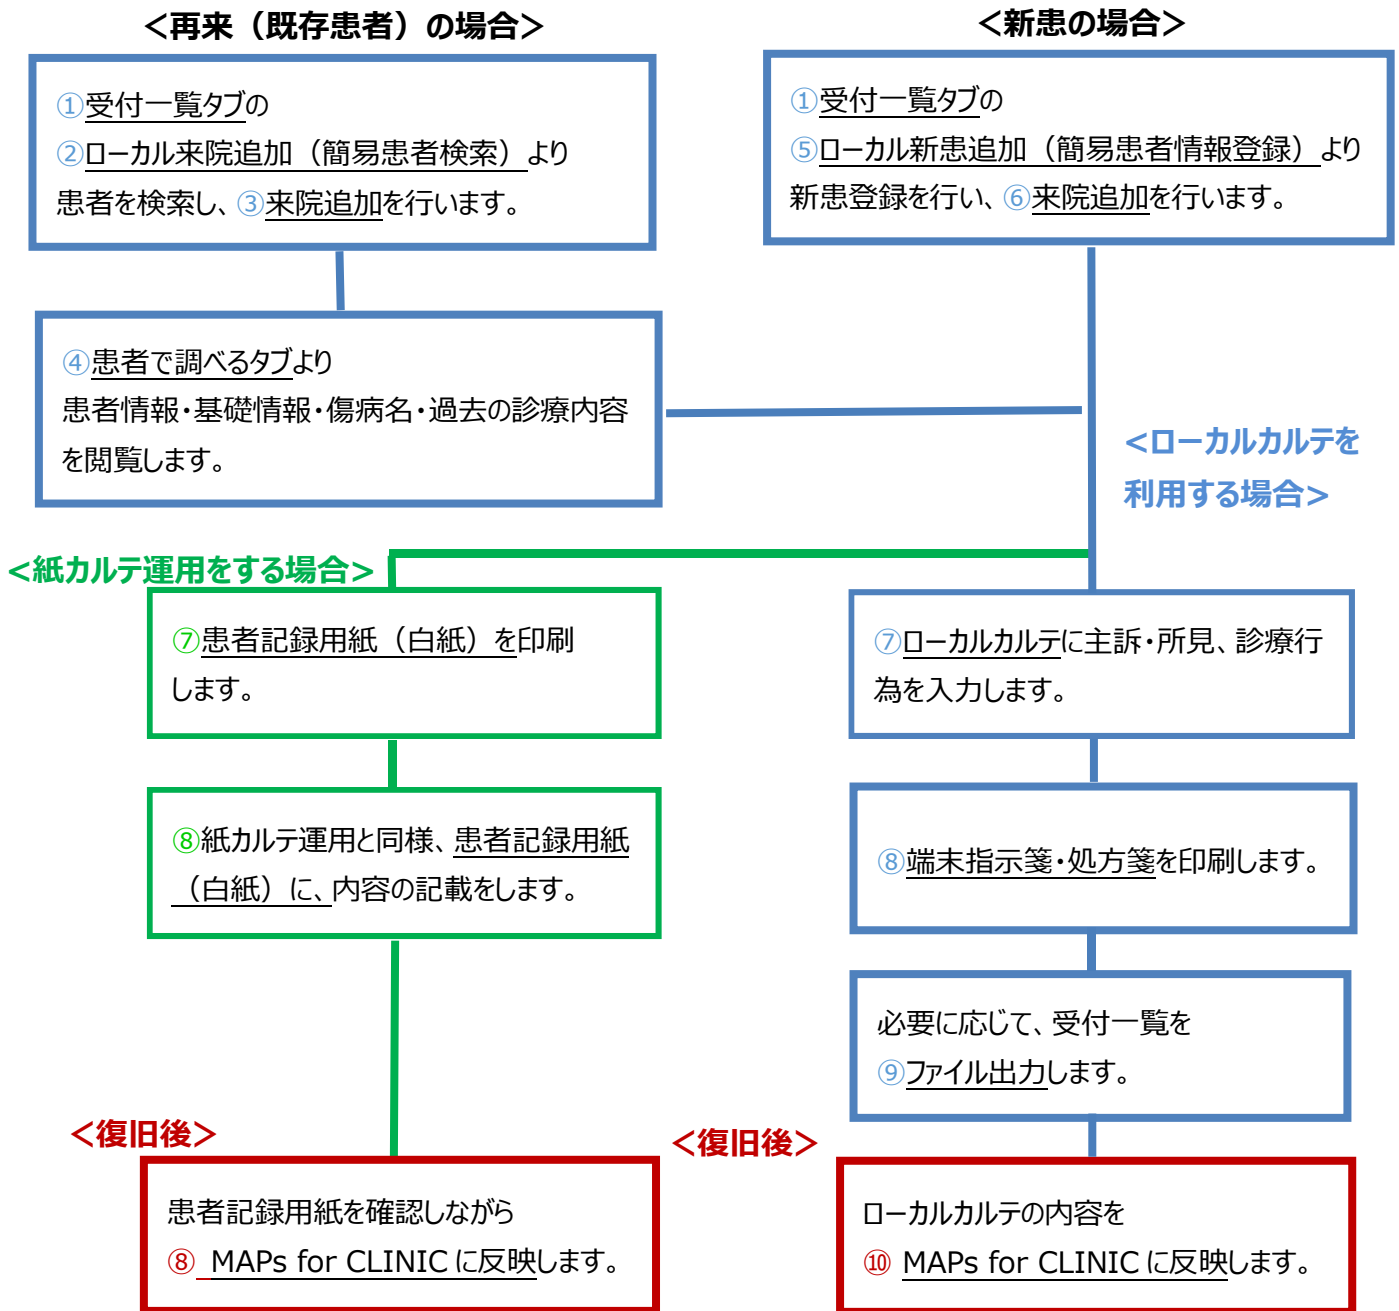 ＜再来（既存患者）の場合＞
①受付一覧タブの
②ローカル来院追加（簡易患者検索）より
患者を検索し、③来院追加を行います。
④患者で調べるタブより
患者情報・基礎情報・傷病名・過去の診療内容
を閲覧します。
＜新患の場合＞
①受付一覧タブの
⑤ローカル新患追加（簡易患者情報登録）より
新患登録を行い、⑥来院追加を行います。
<紙カルテ運用をする場合>
⑦患者記録用紙（白紙）を印刷
します。
⑧紙カルテ運用と同様、患者記録用紙
（白紙）に、内容の記載をします。
＜復旧後＞
患者記録用紙を確認しながら
⑧ MAPs for CLINIC に反映します。
<ローカルカルテを
利用する場合>
⑦ローカルカルテに主訴・所見、診療行
為を入力します。
⑧端末指示箋・処方箋を印刷します。
必要に応じて、受付一覧を
⑨ファイル出力します。
＜復旧後＞
ローカルカルテの内容を
⑩ MAPs for CLINIC に反映します。